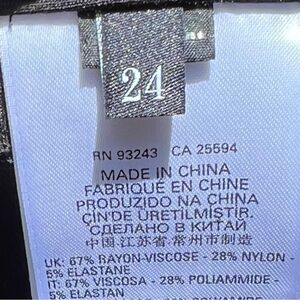 24
RN 93243 CA 25594
MADE IN CHINA
FABRIQUÉ EN CHINE
PRODUZIDO NA CHINA
ÇİN'DE ÜRETİLMİŞTİR.
СДЕЛАНО В КИТАЙ
中国江苏省常州市制造
UK: 67% RAYON-VISCOSE - 28% NYLON -
5% ELASTANE
IT: 67% VISCOSA - 28% POLIAMMIDE -
5% ELASTAN